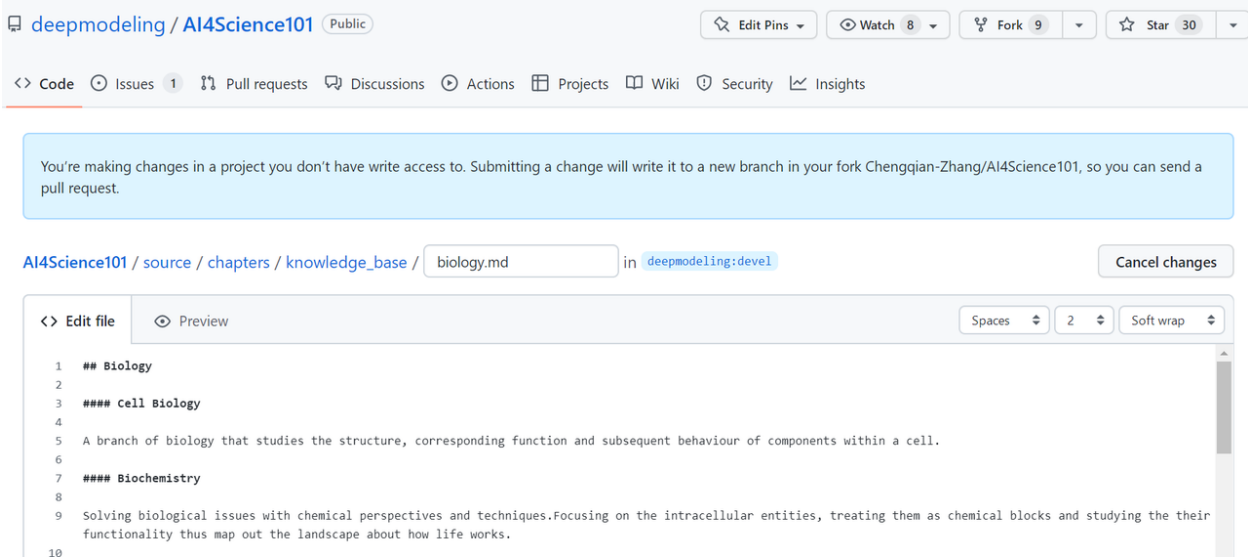 deepmodeling / AI4Science101 Public Edit Pins Watch 8 Fork 9 Star 30
Code Issues 1 Pull requests Discussions Actions Projects Wiki Security Insights
You're making changes in a project you don't have write access to. Submitting a change will write it to a new branch in your fork Chengqian-Zhang/AI4Science101, so you can send a
pull request.
AI4Science101 / source / chapters / knowledge_base / biology.md in deepmodeling:devel Cancel changes
<> Edit file Preview Spaces 2 Soft wrap
1 ## Biology
2
3 #### Cell Biology
4
5 A branch of biology that studies the structure, corresponding function and subsequent behaviour of components within a cell.
6
7 #### Biochemistry
8
9 Solving biological issues with chemical perspectives and techniques.Focusing on the intracellular entities, treating them as chemical blocks and studying the their
functionality thus map out the landscape about how life works.
10